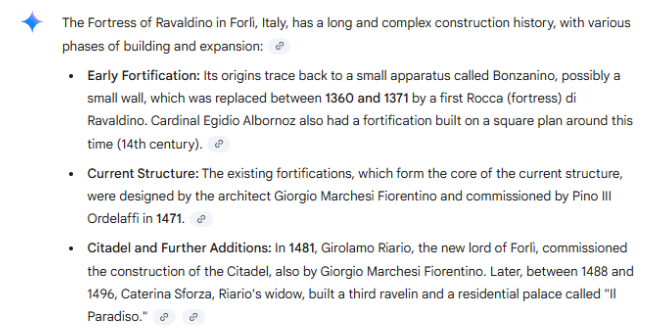 The Fortress of Ravaldino in Forlì, Italy, has a long and complex construction history, with various
phases of building and expansion:
• Early Fortification: Its origins trace back to a small apparatus called Bonzanino, possibly a
small wall, which was replaced between 1360 and 1371 by a first Rocca (fortress) di
Ravaldino. Cardinal Egidio Albornoz also had a fortification built on a square plan around this
time (14th century).
• Current Structure: The existing fortifications, which form the core of the current structure,
were designed by the architect Giorgio Marchesi Fiorentino and commissioned by Pino III
Ordelaffi in 1471.
• Citadel and Further Additions: In 1481, Girolamo Riario, the new lord of Forlì, commissioned
the construction of the Citadel, also by Giorgio Marchesi Fiorentino. Later, between 1488 and
1496, Caterina Sforza, Riario's widow, built a third ravelin and a residential palace called "Il
Paradiso."